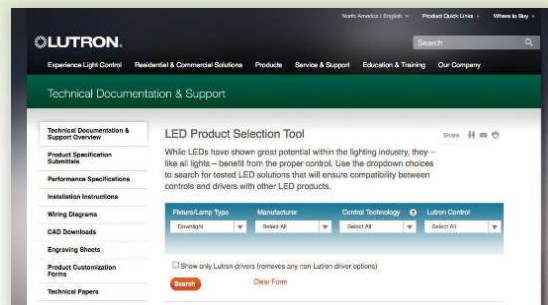 North America | English
Product Quick Links
Where to Buy
LUTRON.
Search
Experience Light Control
Residential & Commercial Solutions
Products
Service & Support
Education & Training
Our Company
Technical Documentation & Support
Technical Documentation &
Support Overview
Product Specification
Submittals
Performance Specifications
Installation Instructions
Wiring Diagrams
CAD Downloads
Engraving Sheets
Product Customization
Forms
Technical Papers
LED Product Selection Tool
Share
While LEDs have shown great potential within the lighting industry, they –
like all lights – benefit from the proper control. Use the dropdown choices
to search for tested LED solutions that will ensure compatibility between
controls and drivers with other LED products.
Fixture/Lamp Type
Manufacturer
Control Technology
?
Lutron Control
Downlight
Select All
Select All
Select All
Show only Lutron drivers (removes any non Lutron driver options)
Search
Clear Form